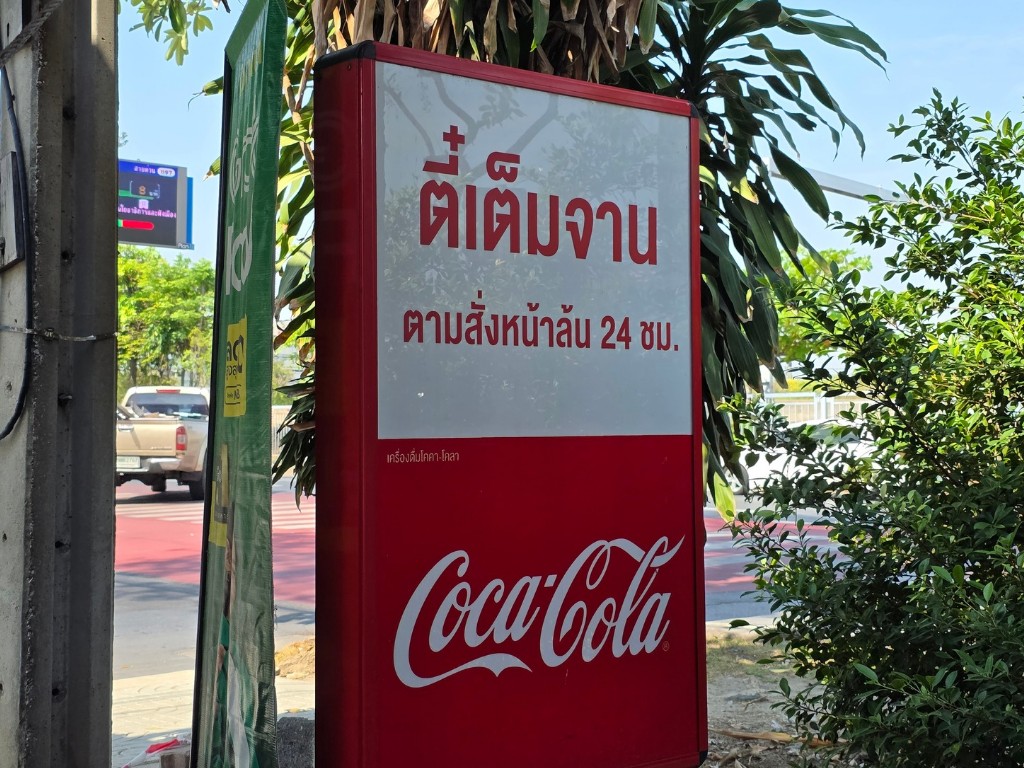 ตี๋เต็มจาน
ตามสั่งหน้าล้น 24 ชม.
เครื่องดื่มโคคา-โคลา
Coca-Cola